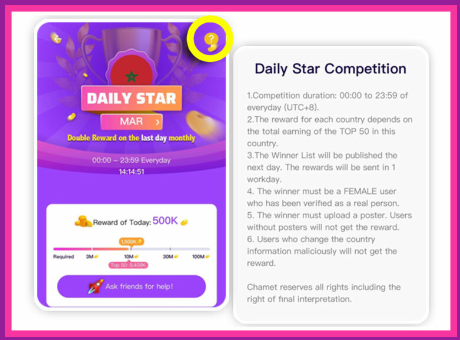 ?
DAILY STAR
MAR >
Double Reward on the last day monthly
00:00 – 23:59 Everyday
14:14:51
Reward of Today: 500K
Required 3M 10M 30M 100M
Ask friends for help!
Daily Star Competition
1.Competition duration: 00:00 to 23:59 of
everyday (UTC+8).
2.The reward for each country depends on
the total earning of the TOP 50 in this
country.
3.The Winner List will be published the
next day. The rewards will be sent in 1
workday.
4. The winner must be a FEMALE user
who has been verified as a real person.
5. The winner must upload a poster. Users
without posters will not get the reward.
6. Users who change the country
information maliciously will not get the
reward.
Chamet reserves all rights including the
right of final interpretation.